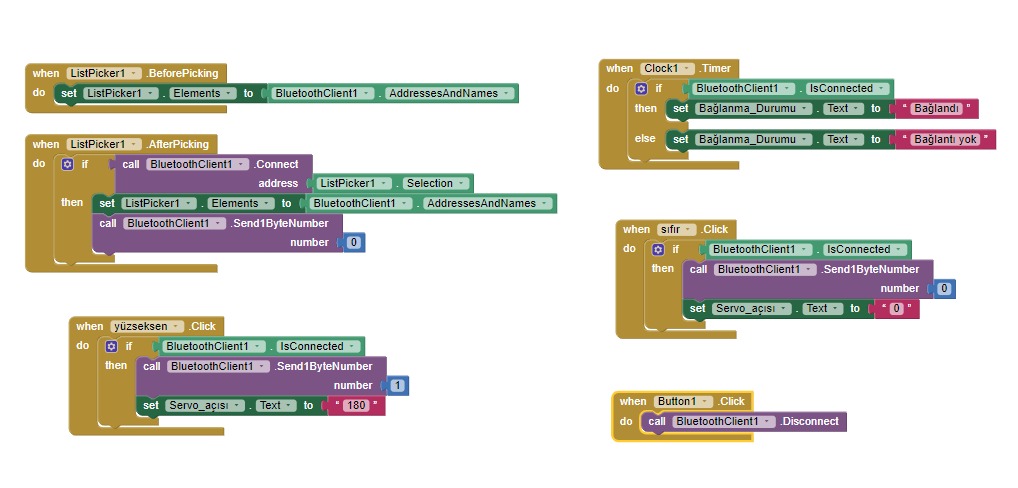 when ListPicker1 .BeforePicking
do set ListPicker1 . Elements to BluetoothClient1 . AddressesAndNames
when ListPicker1 .AfterPicking
do if call BluetoothClient1 .Connect
address ListPicker1 . Selection
then set ListPicker1 . Elements to BluetoothClient1 . AddressesAndNames
call BluetoothClient1 .Send1ByteNumber
number 0
when yüzseksen .Click
do if BluetoothClient1 . IsConnected
then call BluetoothClient1 .Send1ByteNumber
number 1
set Servo_açısı . Text to " 180 "
when Clock1 .Timer
do if BluetoothClient1 . IsConnected
then set Bağlanma_Durumu . Text to " Bağlandı "
else set Bağlanma_Durumu . Text to " Bağlantı yok "
when sıfır .Click
do if BluetoothClient1 . IsConnected
then call BluetoothClient1 .Send1ByteNumber
number 0
set Servo_açısı . Text to " 0 "
when Button1 .Click
do call BluetoothClient1 .Disconnect